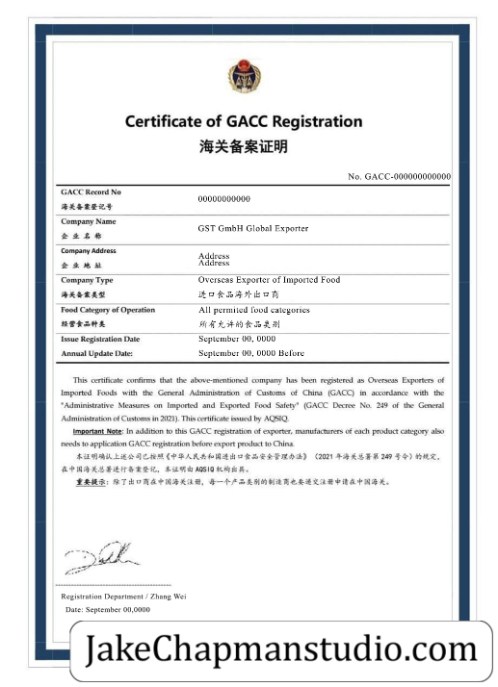 Certificate of GACC Registration
海关备案证明
No. GACC-000000000000
GACC Record No
海关备案登记号
00000000000
Company Name
企 业 名 称
GST GmbH Global Exporter
Company Address
企 业 地 址
Address
Address
Company Type
海关备案类型
Overseas Exporter of Imported Food
进口食品海外出口商
Food Category of Operation
经营食品种类
All permited food categories
所有允许的食品类别
Issue Registration Date
September 00, 0000
Annual Update Date:
September 00, 0000 Before
This certificate confirms that the above-mentioned company has been registered as Overseas Exporters of
Imported Foods with the General Administration of Customs of China (GACC) in accordance with the
"Administrative Measures on Imported and Exported Food Safety" (GACC Decree No. 249 of the General
Administration of Customs in 2021). This certificate issued by AQSIQ.
Important Note: In addition to this GACC registration of exporter, manufacturers of each product category also
needs to application GACC registration before export product to China.
本证明确认上述公司已按照《中华人民共和国进出口食品安全管理办法》（2021 年海关总署第 249 号令）的规定，
在中国海关总署进行备案登记，本证明由 AQSIQ 机构出具。
重要提示：除了出口商在中国海关注册，每一个产品类别的制造商也要递交注册申请在中国海关。
Registration Department / Zhang Wei
Date: September 00,0000
JakeChapmanstudio.com